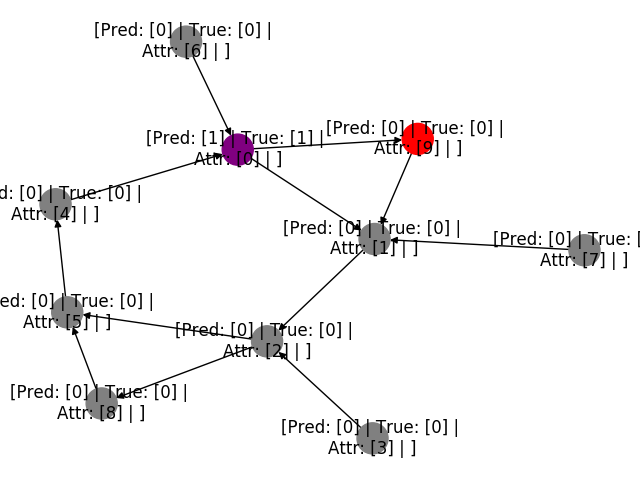 [Pred: [0] | True: [0] |
Attr: [6] | ]
[Pred: [1] | True: [1] |
Attr: [0] | ]
[Pred: [0] | True: [0] |
Attr: [9] | ]
d: [0] | True: [0] |
Attr: [4] | ]
[Pred: [0] | True: [0] |
Attr: [1] | ]
[Pred: [0] | True: [
Attr: [7] | ]
ed: [0] | True: [0] |
Attr: [5] | ]
[Pred: [0] | True: [0] |
Attr: [2] | ]
[Pred: [0] | True: [0] |
Attr: [8] | ]
[Pred: [0] | True: [0] |
Attr: [3] | ]